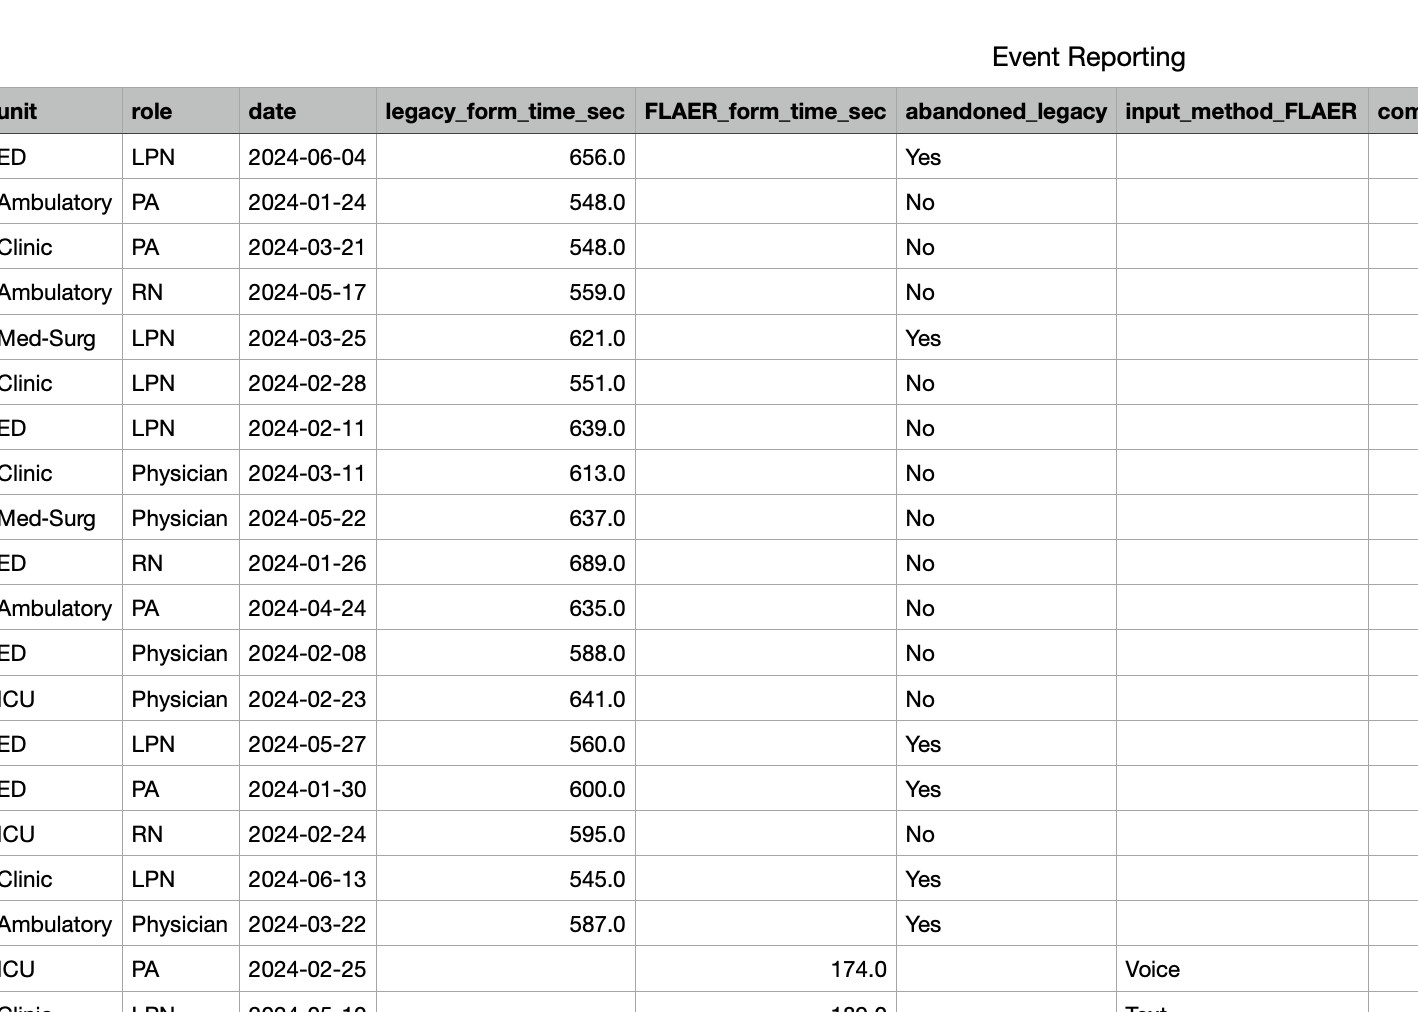 Event Reporting
unit role date legacy_form_time_sec FLAER_form_time_sec abandoned_legacy input_method_FLAER
ED LPN 2024-06-04 656.0 Yes
Ambulatory PA 2024-01-24 548.0 No
Clinic PA 2024-03-21 548.0 No
Ambulatory RN 2024-05-17 559.0 No
Med-Surg LPN 2024-03-25 621.0 Yes
Clinic LPN 2024-02-28 551.0 No
ED LPN 2024-02-11 639.0 No
Clinic Physician 2024-03-11 613.0 No
Med-Surg Physician 2024-05-22 637.0 No
ED RN 2024-01-26 689.0 No
Ambulatory PA 2024-04-24 635.0 No
ED Physician 2024-02-08 588.0 No
ICU Physician 2024-02-23 641.0 No
ED LPN 2024-05-27 560.0 Yes
ED PA 2024-01-30 600.0 Yes
ICU RN 2024-02-24 595.0 No
Clinic LPN 2024-06-13 545.0 Yes
Ambulatory Physician 2024-03-22 587.0 Yes
ICU PA 2024-02-25 174.0 Voice